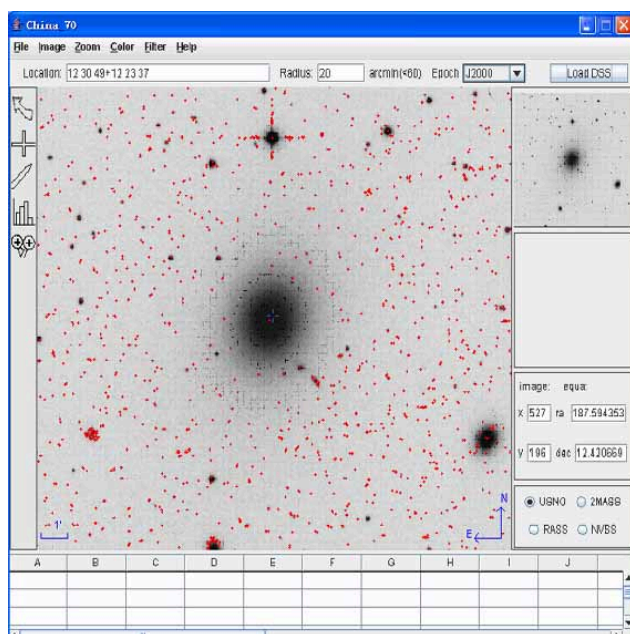 China 70
File Image Zoom Color Filter Help
Location: 12 30 49+12 23 37 Radius: 20 arcmin(<60) Epoch J2000 Load DSS
N
E
1'
image: equa:
x 527 ra 187.594353
y 196 dec 12.420669
USNO 2MASS
RASS NVSS
A B C D E F G H I J